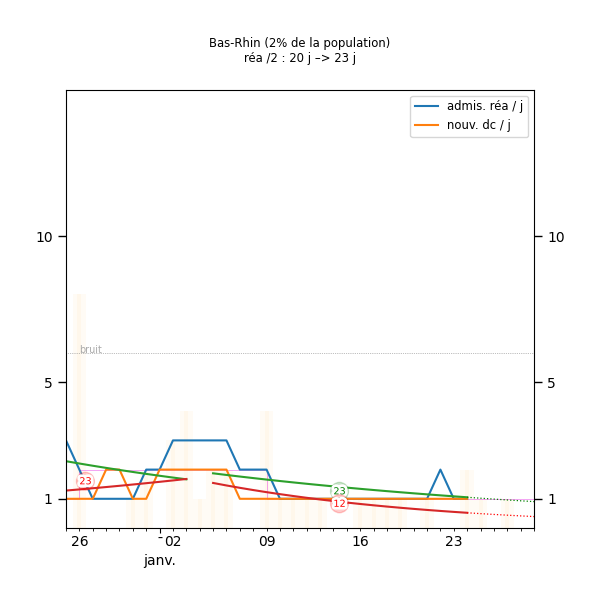 Bas-Rhin (2% de la population)
réa /2 : 20 j –> 23 j
admis. réa / j
nouv. dc / j
10 10
bruit
5 5
23
23
12
1 1
26 02 09 16 23
janv.